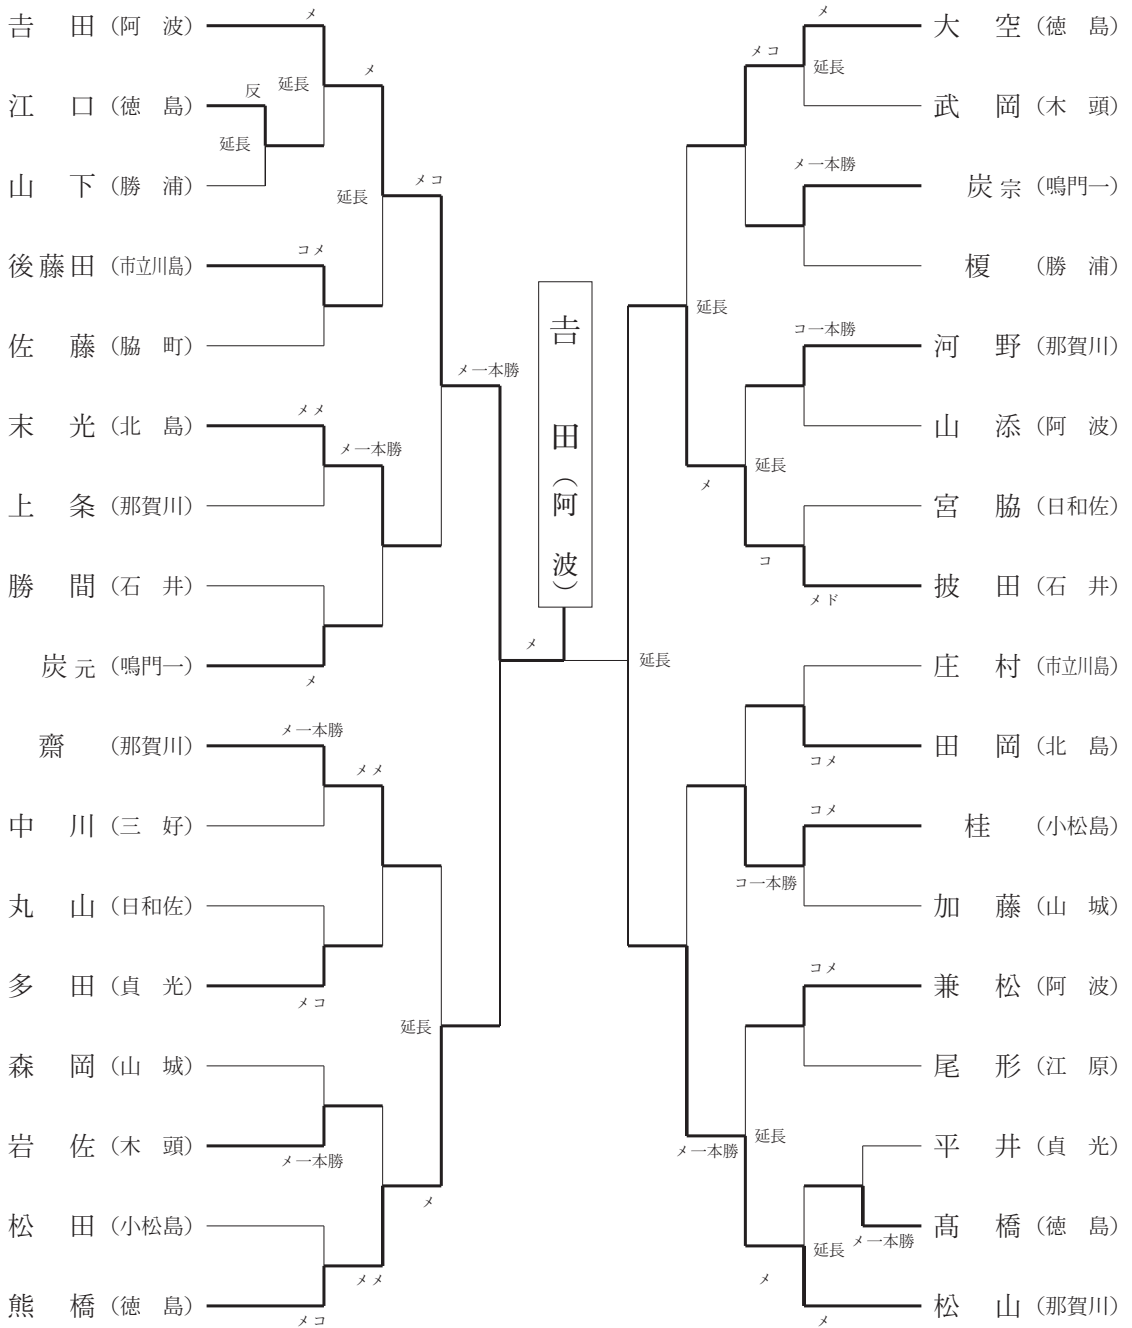 メ
吉 田 (阿 波)
メ
延長
反
江 口 (徳 島)
延長
山 下 (勝 浦)
延長
メコ
コメ
後藤田 (市立川島)
佐 藤 (脇 町)
メ一本勝
メメ
末 光 (北 島)
メ一本勝
上 条 (那賀川)
勝 間 (石 井)
炭元 (鳴門一)
メ
メ一本勝
齋 (那賀川)
メメ
中 川 (三 好)
丸 山 (日和佐)
多 田 (貞 光)
メコ
延長
森 岡 (山 城)
岩 佐 (木 頭)
メ一本勝
メ
松 田 (小松島)
メメ
熊 橋 (徳 島)
メコ
吉 田 (阿 波)
メ
延長
メ
大 空 (徳 島)
メコ
延長
武 岡 (木 頭)
メ一本勝
炭宗 (鳴門一)
榎 (勝 浦)
延長
コ一本勝
河 野 (那賀川)
山 添 (阿 波)
延長
メ
宮 脇 (日和佐)
コ
披 田 (石 井)
メド
庄 村 (市立川島)
田 岡 (北 島)
コメ
コメ
桂 (小松島)
コ一本勝
加 藤 (山 城)
コメ
兼 松 (阿 波)
尾 形 (江 原)
延長
メ一本勝
平 井 (貞 光)
髙 橋 (徳 島)
メ一本勝
延長
メ
松 山 (那賀川)
メ